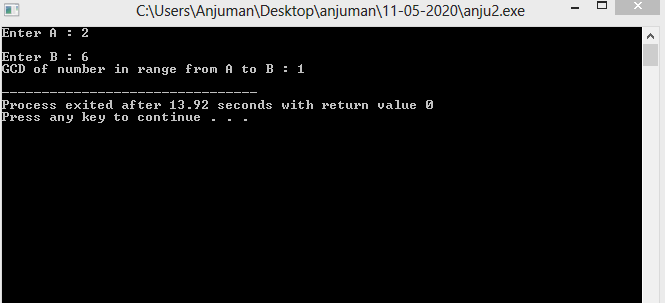 C:\Users\Anjuman\Desktop\anjuman\11-05-2020\anju2.exe
Enter A : 2
Enter B : 6
GCD of number in range from A to B : 1
--------------------------------
Process exited after 13.92 seconds with return value 0
Press any key to continue . . .